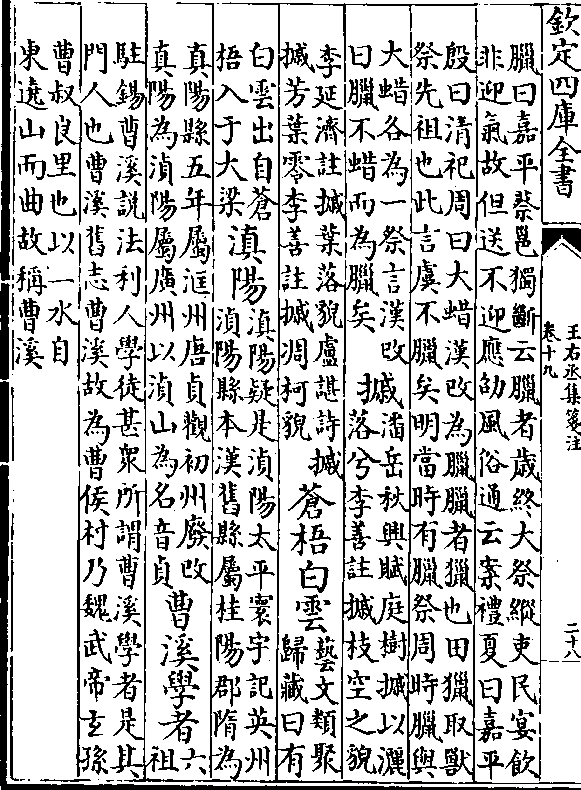 欽定四庫全書
王右丞集箋注
卷十九
二十八
臘曰嘉平蔡邕獨斷云臘者歲終大祭縱吏民宴飲
非迎氣故但送不迎應劭風俗通云案禮夏曰嘉平
殷曰清祀周曰大蜡漢改為臘臘者獵也田獵取獸
祭先祖也此言虞不臘矣明當時有臘祭周時臘與
大蜡各為一祭言漢改
曰臘不蜡而為臘矣
摵
潘岳秋興賦庭樹摵以灑
落兮李善註摵枝空之貌
李延濟註摵葉落貌盧諶詩摵
摵芳葉零李善註摵凋柯貌
蒼梧白雲
藝文類聚
歸藏曰有
白雲出自蒼
梧入于大梁
滇陽
滇陽疑是湞陽太平寰宇記英州
湞陽縣本漢舊縣屬桂陽郡隋為
真陽縣五年屬洭州唐貞觀初州廢改
真陽為湞陽屬廣州以湞山為名音貞
曹溪學者
六
祖
駐錫曹溪說法利人學徒甚衆所謂曹溪學者是其
門人也曹溪舊志曹溪故為曹侯村乃魏武帝玄孫
曹叔良里也以一水自
東遶山而曲故稱曹溪